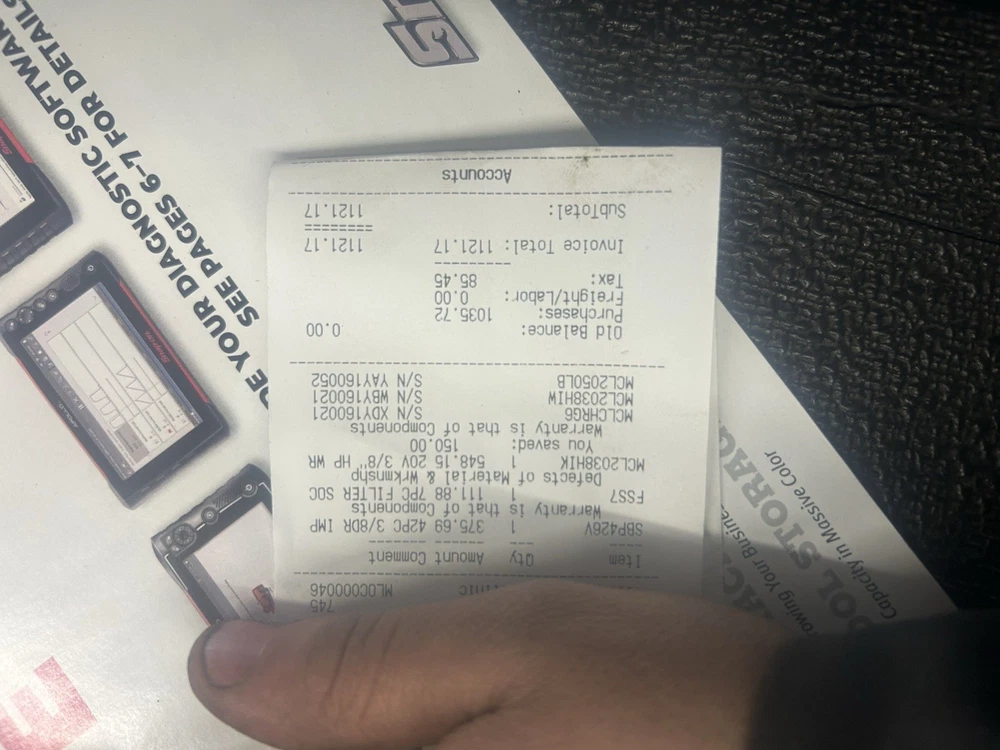 745
MLOC000046
Item Qty Amount Comment
SBP426V 1 375.69 42PC 3/8DR IMP
Warranty is that of Components
FSS7 1 111.88 7PC FILTER SOC
Defects of Material & Wrkmnshp
MCL2038HIK 1 548.15 20V 3/8" HP WR
You saved: 150.00
Warranty is that of Components
MCLCHRG6 S/N XDY160021
MCL2038HIW S/N WBY160021
MCL2050LB S/N YAY160052
Old Balance: 0.00
Purchases: 1035.72
Freight/Labor: 0.00
Tax: 85.45
Invoice Total: 1121.17 1121.17
SubTotal: 1121.17
Accounts
YOUR DIAGNOSTIC
SEE PAGES 6-7 FOR DETAILS
Your
Capacity in Massive Color